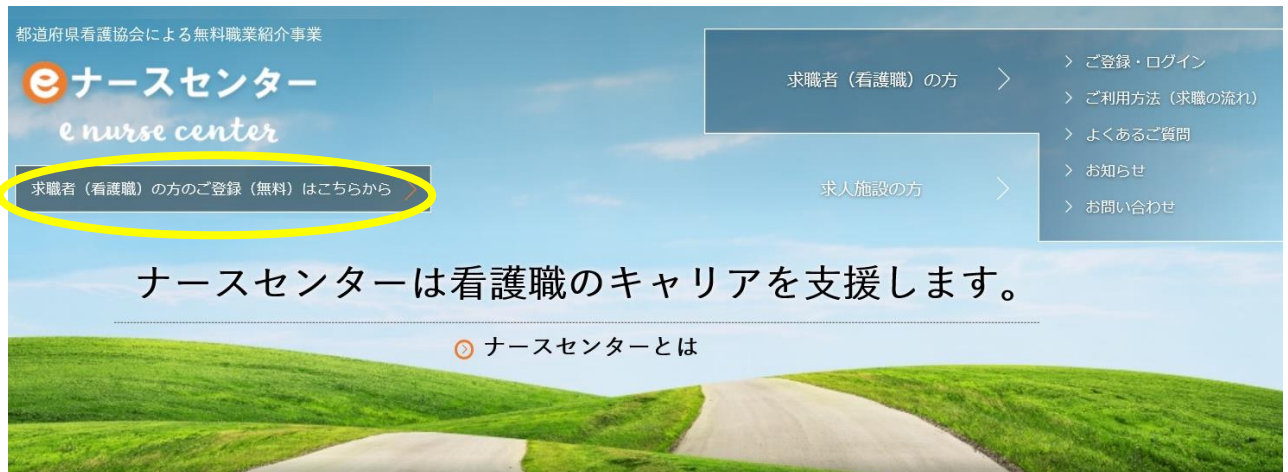 都道府県看護協会による無料職業紹介事業
eナースセンター
e nurse center
求職者（看護職）の方のご登録（無料）はこちらから
求職者（看護職）の方
求人施設の方
ご登録・ログイン
ご利用方法（求職の流れ）
よくあるご質問
お知らせ
お問い合わせ
ナースセンターは看護職のキャリアを支援します。
ナースセンターとは